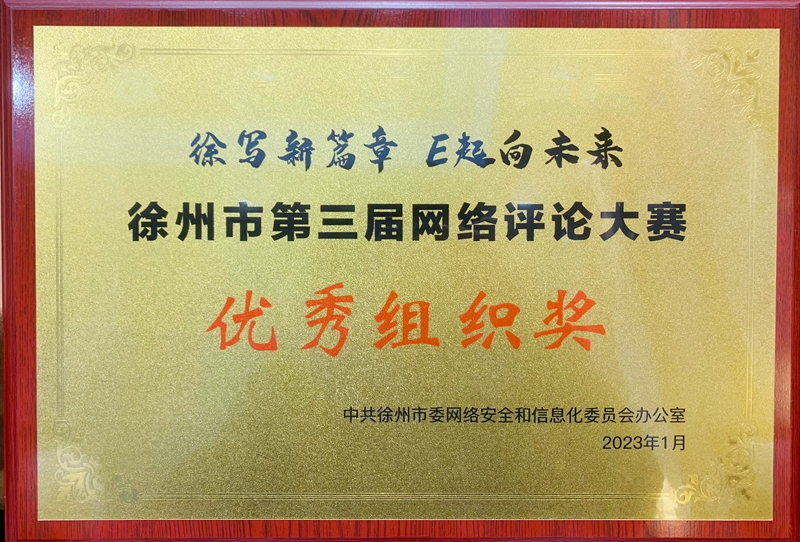 徐写新篇章 E起向未来
徐州市第三届网络评论大赛
优秀组织奖
中共徐州市委网络安全和信息化委员会办公室
2023年1月